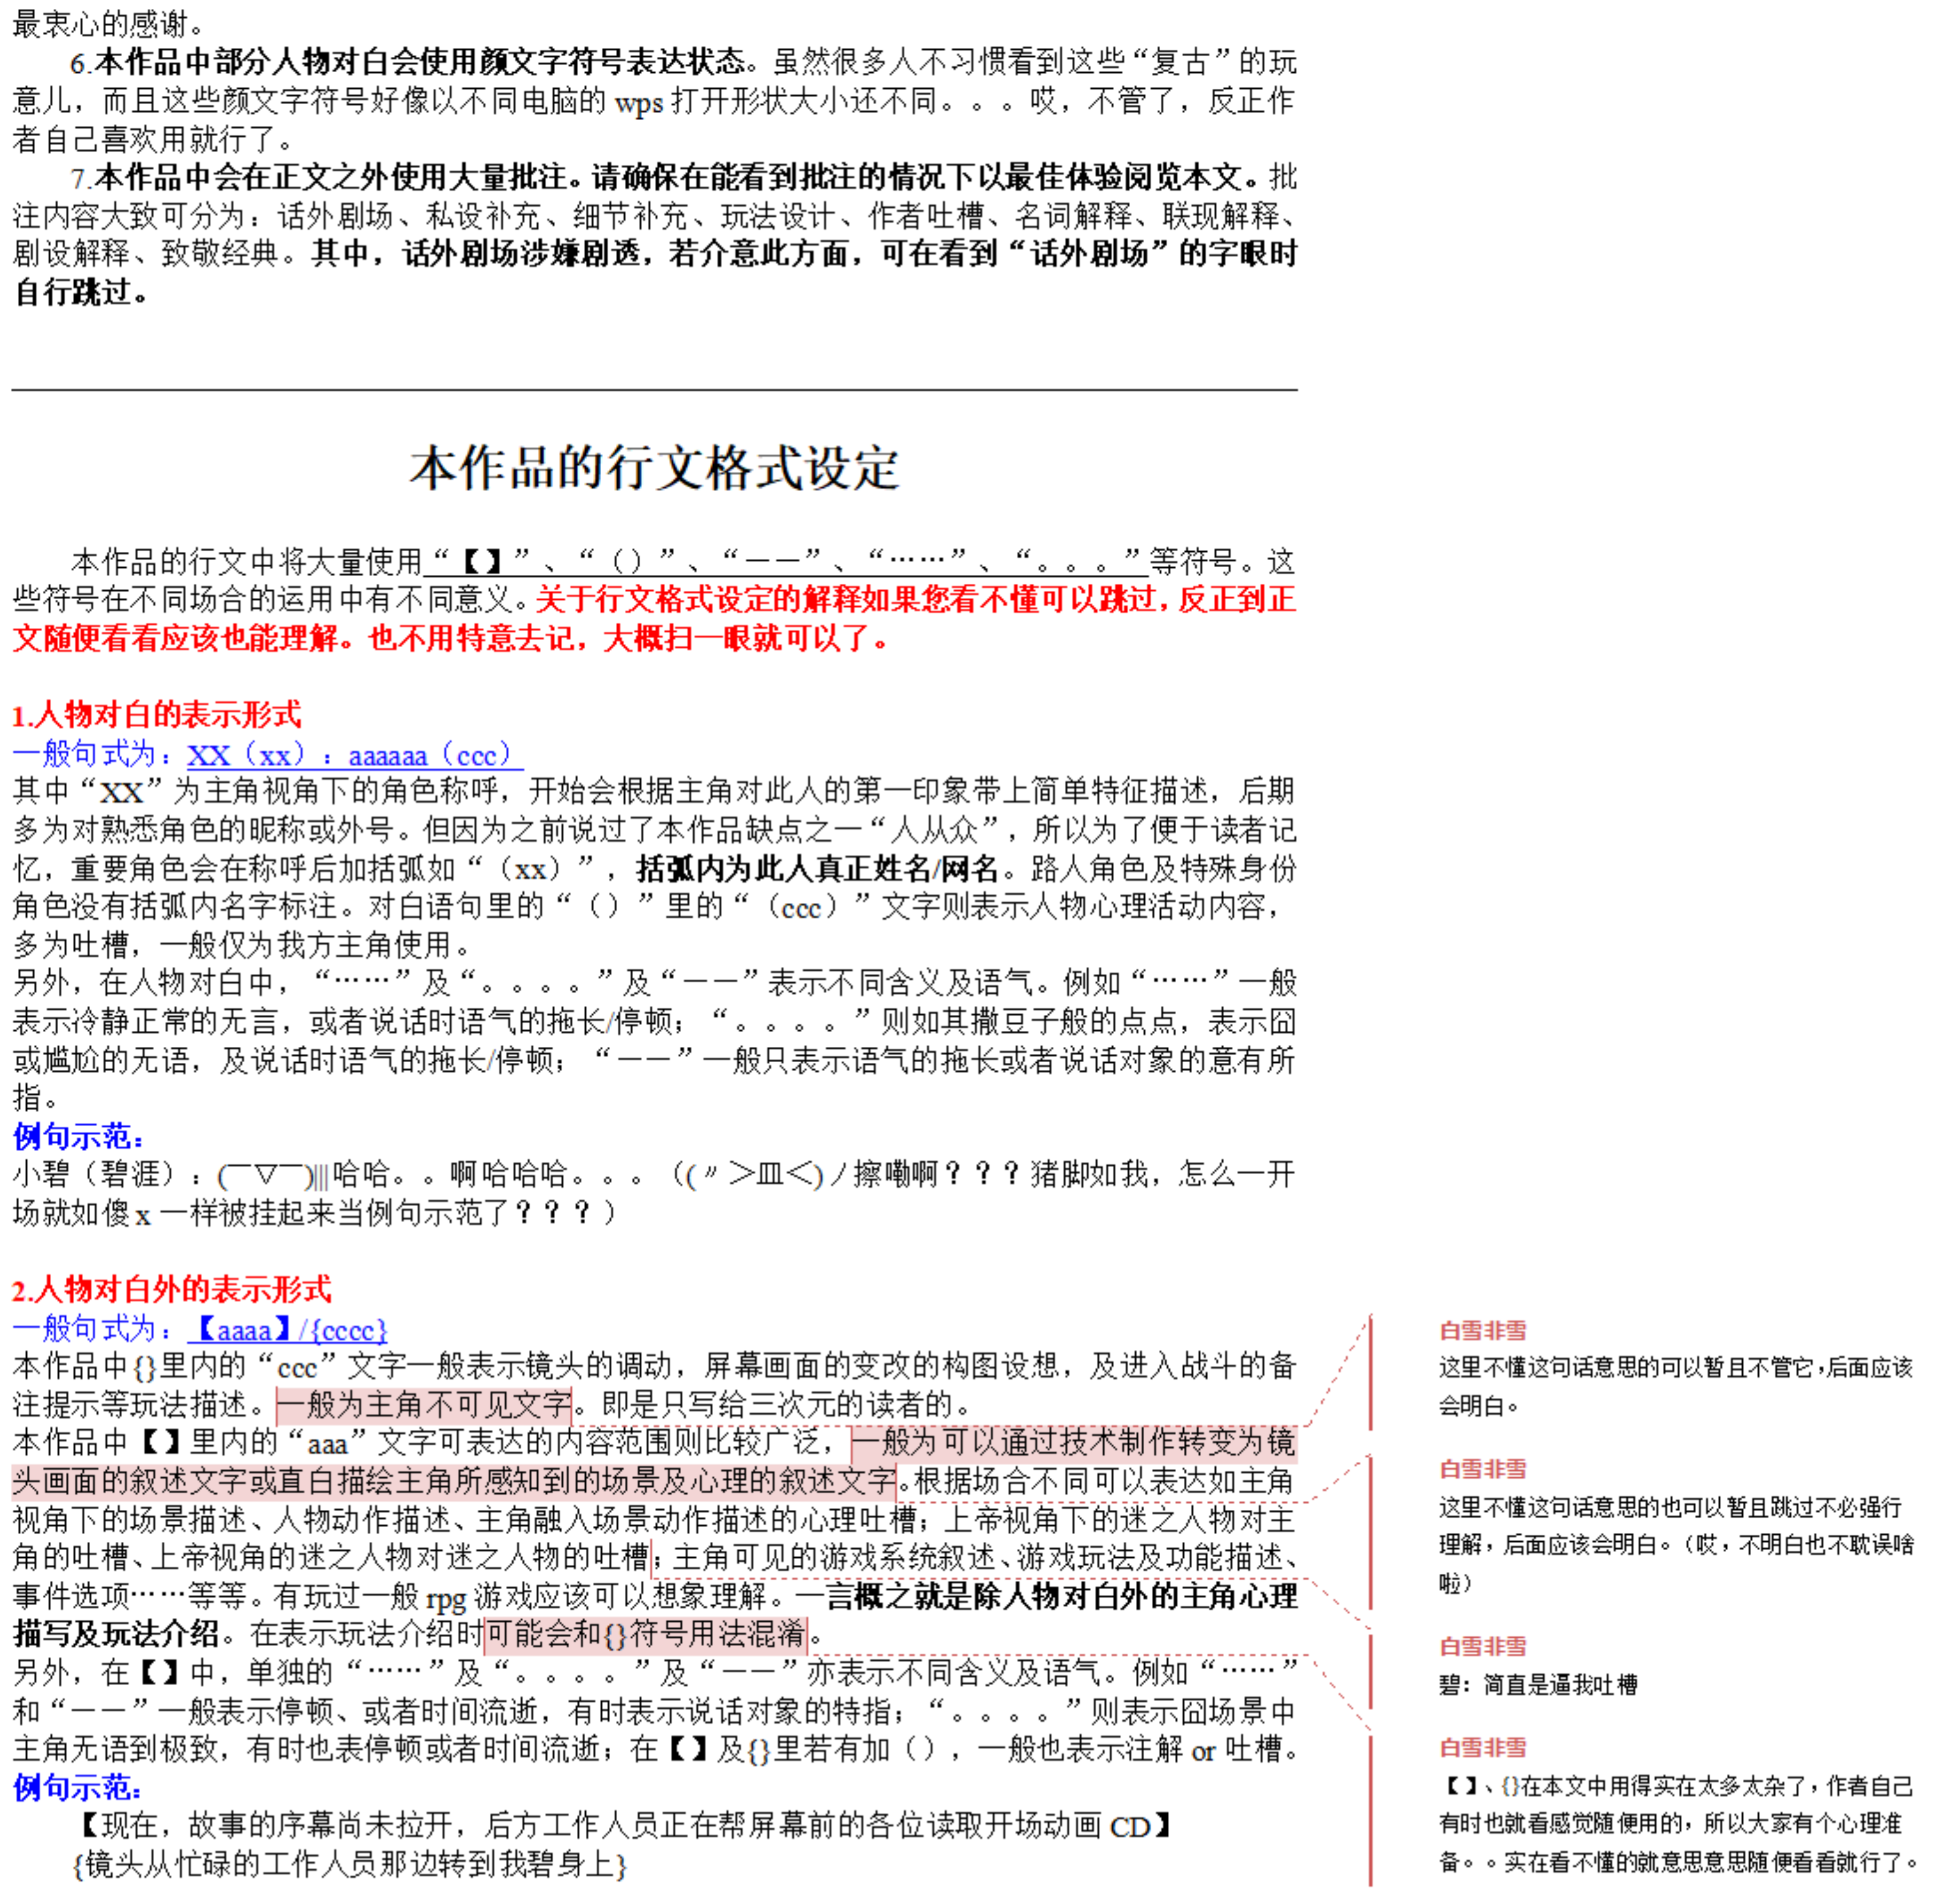 最衷心的感谢。
6.本作品中部分人物对白会使用颜文字符号表达状态。虽然很多人不习惯看到这些“复古”的玩
意儿，而且这些颜文字符号好像以不同电脑的 wps 打开形状大小还不同。。。哎，不管了，反正作
者自己喜欢用就行了。
7.本作品中会在正文之外使用大量批注。请确保在能看到批注的情况下以最佳体验阅览本文。批
注内容大致可分为：话外剧场、私设补充、细节补充、玩法设计、作者吐槽、名词解释、联现解释、
剧设解释、致敬经典。其中，话外剧场涉嫌剧透，若介意此方面，可在看到“话外剧场”的字眼时
自行跳过。
本作品的行文格式设定
本作品的行文中将大量使用“【】”、“（）”、“——”、“……”、“。。。”等符号。这
些符号在不同场合的运用中有不同意义。关于行文格式设定的解释如果您看不懂可以跳过，反正到正
文随便看看应该也能理解。也不用特意去记，大概扫一眼就可以了。
1.人物对白的表示形式
一般句式为：XX（xx）：aaaaaa（ccc）
其中“XX”为主角视角下的角色称呼，开始会根据主角对此人的第一印象带上简单特征描述，后期
多为对熟悉角色的昵称或外号。但因为之前说过了本作品缺点之一“人从众”，所以为了便于读者记
忆，重要角色会在称呼后加括弧如“（xx）”，括弧内为此人真正姓名/网名。路人角色及特殊身份
角色没有括弧内名字标注。对白语句里的“（）”里的“（ccc）”文字则表示人物心理活动内容，
多为吐槽，一般仅为我方主角使用。
另外，在人物对白中，“……”及“。。。。”及“——”表示不同含义及语气。例如“……”一般
表示冷静正常的无言，或者说话时语气的拖长/停顿；“。。。。”则如其撒豆子般的点点，表示囧
或尴尬的无语，及说话时语气的拖长/停顿；“——”一般只表示语气的拖长或者说话对象的意有所
指。
例句示范：
小碧（碧涯）：(￣▽￣)|||哈哈。。啊哈哈哈。。。（(〃＞皿＜)ノ擦嘞啊？？？猪脚如我，怎么一开
场就如傻 x 一样被挂起来当例句示范了？？？）
2.人物对白外的表示形式
一般句式为：【aaaa】/{cccc}
本作品中{}里内的“ccc”文字一般表示镜头的调动，屏幕画面的变改的构图设想，及进入战斗的备
注提示等玩法描述。一般为主角不可见文字。即是只写给三次元的读者的。
本作品中【】里内的“aaa”文字可表达的内容范围则比较广泛，一般为可以通过技术制作转变为镜
头画面的叙述文字或直白描绘主角所感知到的场景及心理的叙述文字。根据场合不同可以表达如主角
视角下的场景描述、人物动作描述、主角融入场景动作描述的心理吐槽；上帝视角下的迷之人物对主
角的吐槽、上帝视角的迷之人物对迷之人物的吐槽；主角可见的游戏系统叙述、游戏玩法及功能描述、
事件选项……等等。有玩过一般 rpg 游戏应该可以想象理解。一言概之就是除人物对白外的主角心理
描写及玩法介绍。在表示玩法介绍时可能会和{}符号用法混淆。
另外，在【】中，单独的“……”及“。。。。”及“——”亦表示不同含义及语气。例如“……”
和“——”一般表示停顿、或者时间流逝，有时表示说话对象的特指；“。。。。”则表示囧场景中
主角无语到极致，有时也表停顿或者时间流逝；在【】及{}里若有加（），一般也表示注解 or 吐槽。
例句示范：
【现在，故事的序幕尚未拉开，后方工作人员正在帮屏幕前的各位读取开场动画 CD】
{镜头从忙碌的工作人员那边转到我碧身上}
白雪非雪
这里不懂这句话意思的可以暂且不管它，后面应该
会明白。
白雪非雪
这里不懂这句话意思的也可以暂且跳过不必强行
理解，后面应该会明白。（哎，不明白也不耽误啥
啦）
白雪非雪
碧：简直是逼我吐槽
白雪非雪
【】、{}在本文中用得实在太多太杂了，作者自己
有时也就看感觉随便用的，所以大家有个心理准
备。。实在看不懂的就意思意思随便看看就行了。